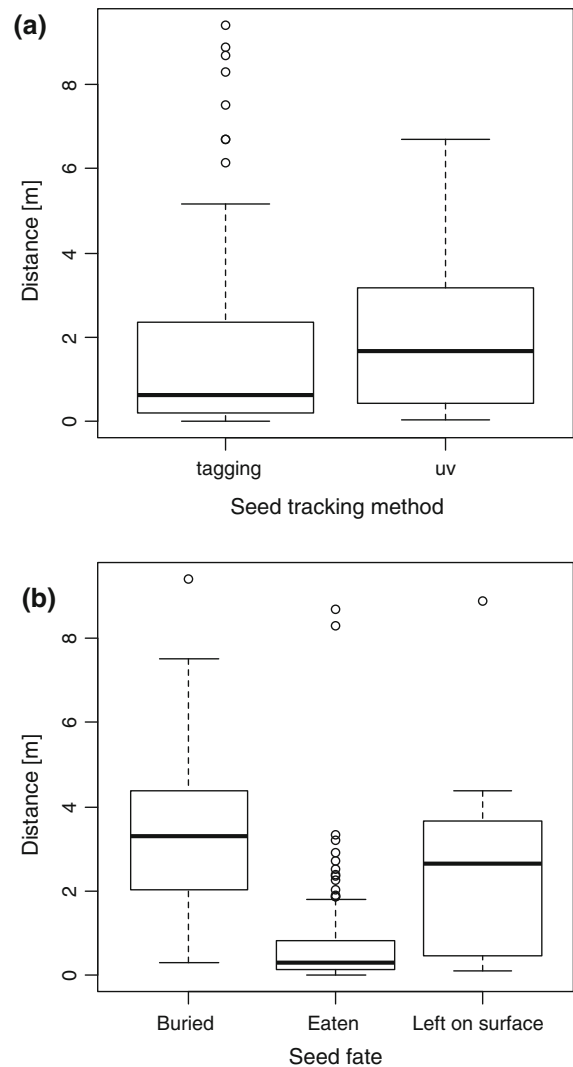 (a)
8
6
4
2
0
Distance [m]
tagging uv
Seed tracking method
(b)
8
6
4
2
0
Distance [m]
Buried Eaten Left on surface
Seed fate